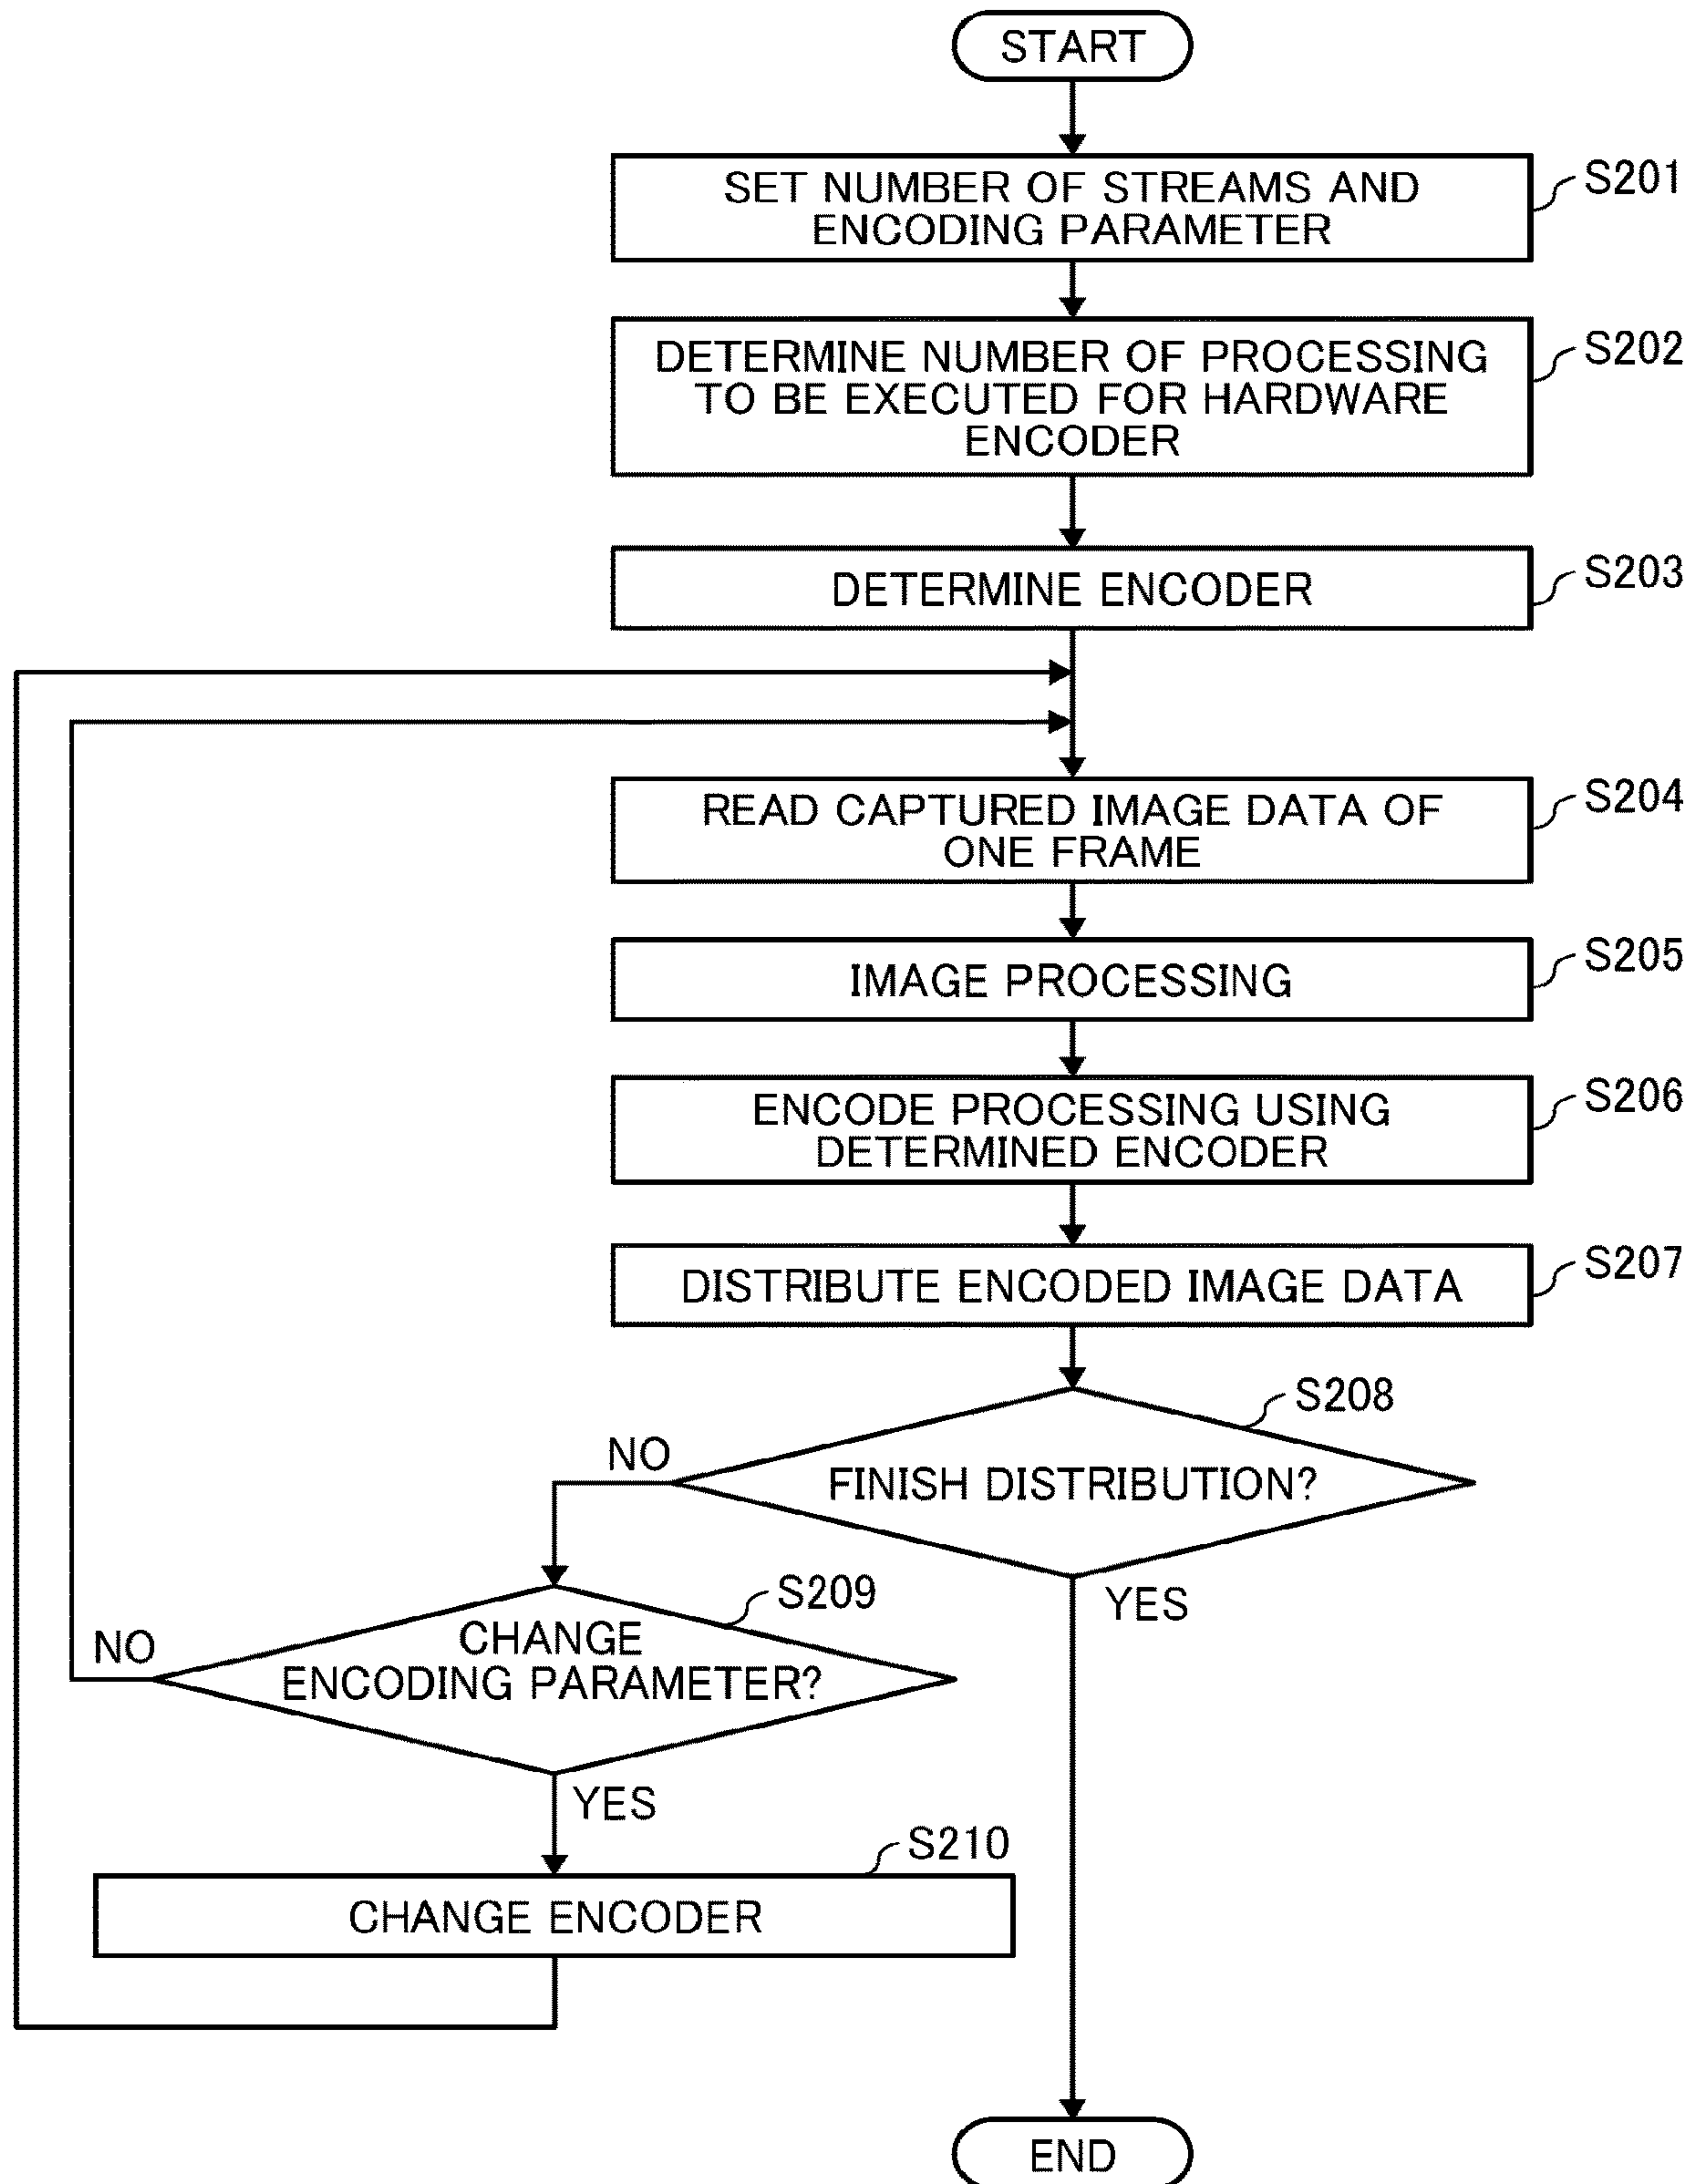 START
SET NUMBER OF STREAMS AND
ENCODING PARAMETER
S201
DETERMINE NUMBER OF PROCESSING
TO BE EXECUTED FOR HARDWARE
ENCODER
S202
DETERMINE ENCODER
S203
READ CAPTURED IMAGE DATA OF
ONE FRAME
S204
IMAGE PROCESSING
S205
ENCODE PROCESSING USING
DETERMINED ENCODER
S206
DISTRIBUTE ENCODED IMAGE DATA
S207
S208
NO
FINISH DISTRIBUTION?
YES
S209
NO
CHANGE
ENCODING PARAMETER?
YES
S210
CHANGE ENCODER
END